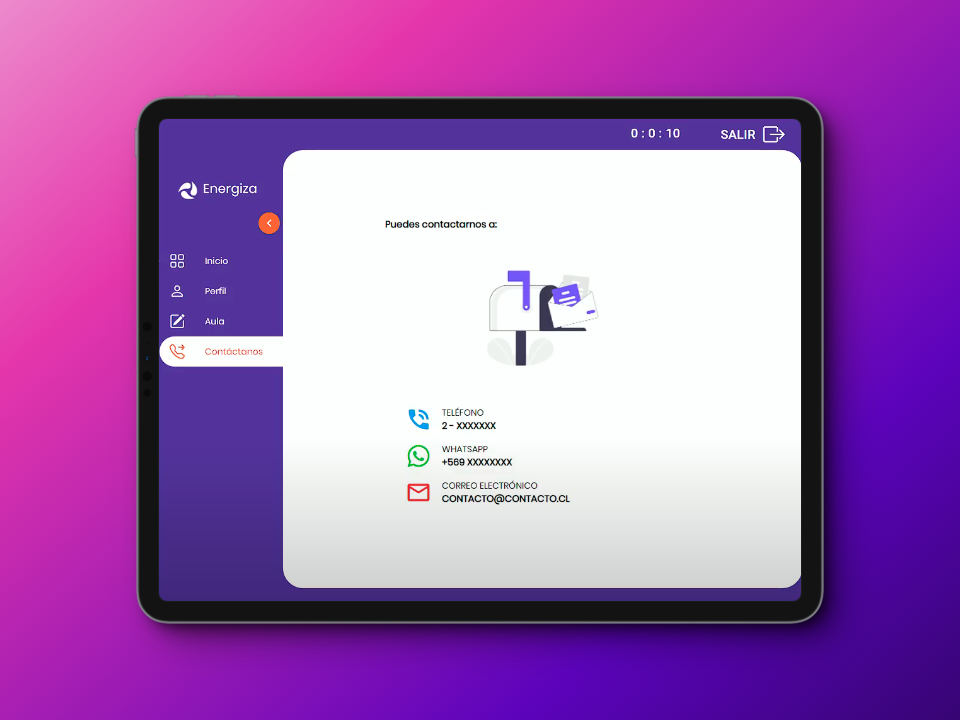 0 : 0 : 10
SALIR
Energiza
Inicio
Perfil
Aula
Contáctanos
Puedes contactarnos a:
TELÉFONO
2 - XXXXXXX
WHATSAPP
+569 XXXXXXXX
CORREO ELECTRÓNICO
CONTACTO@CONTACTO.CL